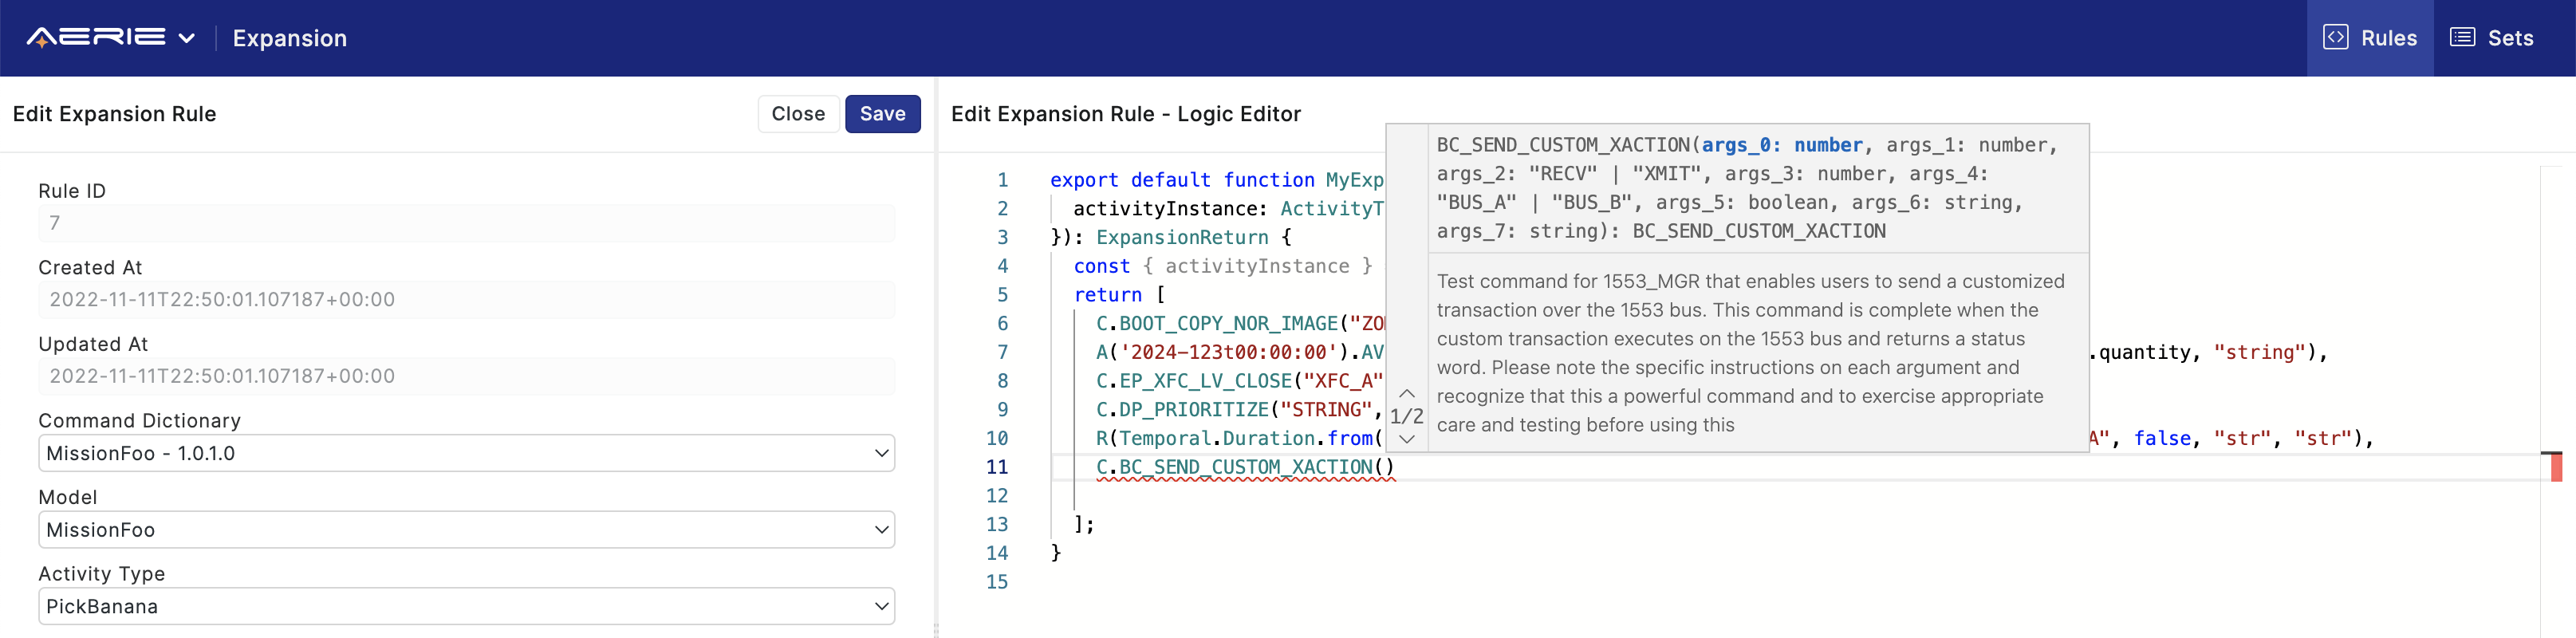 AERIE Expansion
Rules Sets
Edit Expansion Rule
Close Save
Rule ID
7
Created At
2022-11-11T22:50:01.107187+00:00
Updated At
2022-11-11T22:50:01.107187+00:00
Command Dictionary
MissionFoo - 1.0.1.0
Model
MissionFoo
Activity Type
PickBanana
Edit Expansion Rule - Logic Editor
1 export default function MyExp
2 activityInstance: ActivityT
3 }): ExpansionReturn {
4 const { activityInstance }
5 return [
6 C.BOOT_COPY_NOR_IMAGE("ZO
7 A('2024-123t00:00:00').AV .quantity, "string"),
8 C.EP_XFC_LV_CLOSE("XFC_A"
9 C.DP_PRIORITIZE("STRING",
10 R(Temporal.Duration.from( A", false, "str", "str"),
11 C.BC_SEND_CUSTOM_XACTION()
12
13 ];
14 }
15
1/2
BC_SEND_CUSTOM_XACTION(args_0: number, args_1: number,
args_2: "RECV" | "XMIT", args_3: number, args_4:
"BUS_A" | "BUS_B", args_5: boolean, args_6: string,
args_7: string): BC_SEND_CUSTOM_XACTION
Test command for 1553_MGR that enables users to send a customized
transaction over the 1553 bus. This command is complete when the
custom transaction executes on the 1553 bus and returns a status
word. Please note the specific instructions on each argument and
recognize that this a powerful command and to exercise appropriate
care and testing before using this